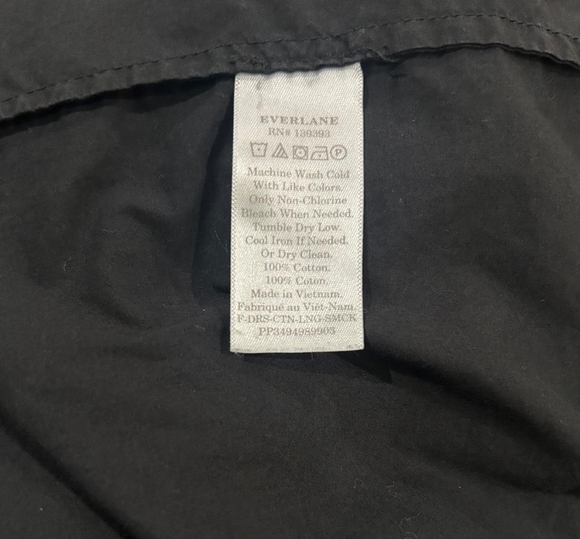 EVERLANE
RN# 139393
P
Machine Wash Cold
With Like Colors.
Only Non-Chlorine
Bleach When Needed.
Tumble Dry Low.
Cool Iron If Needed.
Or Dry Clean.
100% Cotton.
100% Coton.
Made in Vietnam.
Fabriqué au Viêt-Nam.
F-DRS-CTN-LNG-SMCK
PP3494989903